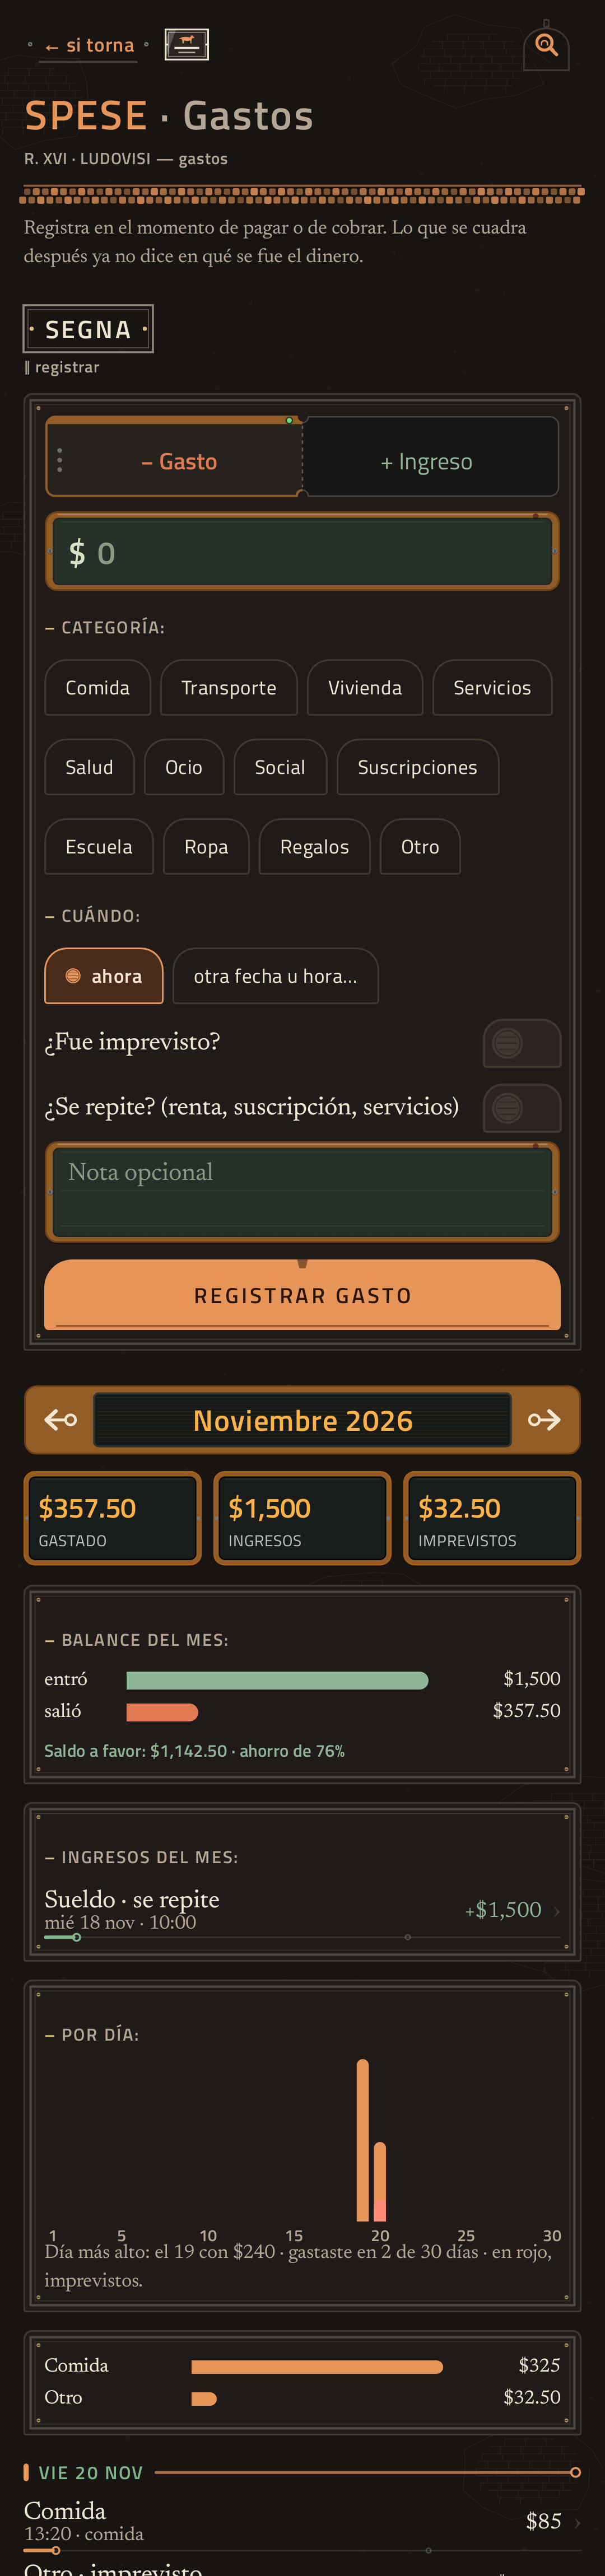 ← si torna
SPESE · Gastos
R. XVI · LUDOVISI — gastos
Registra en el momento de pagar o de cobrar. Lo que se cuadra
después ya no dice en qué se fue el dinero.
SEGNA
registrar
– Gasto
+ Ingreso
$ 0
– CATEGORÍA:
Comida Transporte Vivienda Servicios
Salud Ocio Social Suscripciones
Escuela Ropa Regalos Otro
– CUÁNDO:
ahora otra fecha u hora...
¿Fue imprevisto?
¿Se repite? (renta, suscripción, servicios)
Nota opcional
REGISTRAR GASTO
Noviembre 2026
$357.50 $1,500 $32.50
GASTADO INGRESOS IMPREVISTOS
– BALANCE DEL MES:
entró $1,500
salió $357.50
Saldo a favor: $1,142.50 · ahorro de 76%
– INGRESOS DEL MES:
Sueldo · se repite
mié 18 nov · 10:00
+$1,500 ›
– POR DÍA:
1 5 10 15 20 25 30
Día más alto: el 19 con $240 · gastaste en 2 de 30 días · en rojo,
imprevistos.
Comida $325
Otro $32.50
VIE 20 NOV
Comida
13:20 · comida
$85 ›
Otro · imprevisto